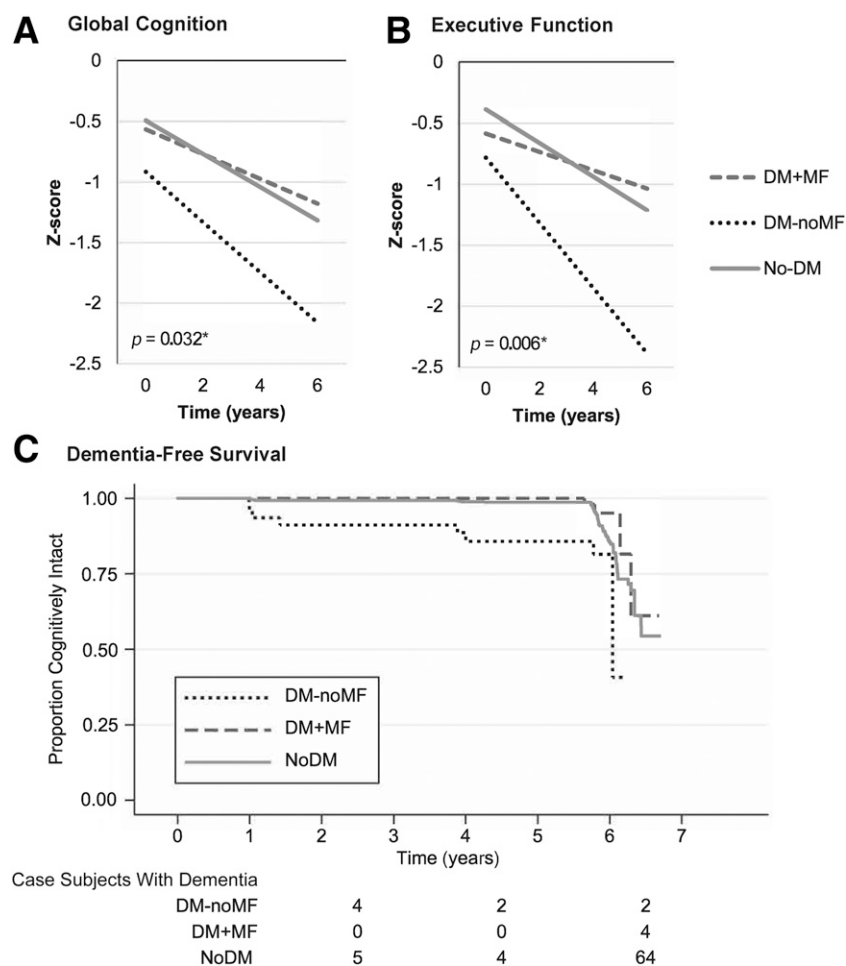 A Global Cognition
0
-0.5
-1
-1.5
-2
-2.5
Z-score
p = 0.032*
0 2 4 6
Time (years)
B Executive Function
0
-0.5
-1
-1.5
-2
-2.5
Z-score
p = 0.006*
0 2 4 6
Time (years)
DM+MF
DM-noMF
No-DM
C Dementia-Free Survival
1.00
0.75
0.50
0.25
0.00
Proportion Cognitively Intact
DM-noMF
DM+MF
NoDM
0 1 2 3 4 5 6 7
Time (years)
Case Subjects With Dementia
DM-noMF 4 2 2
DM+MF 0 0 4
NoDM 5 4 64